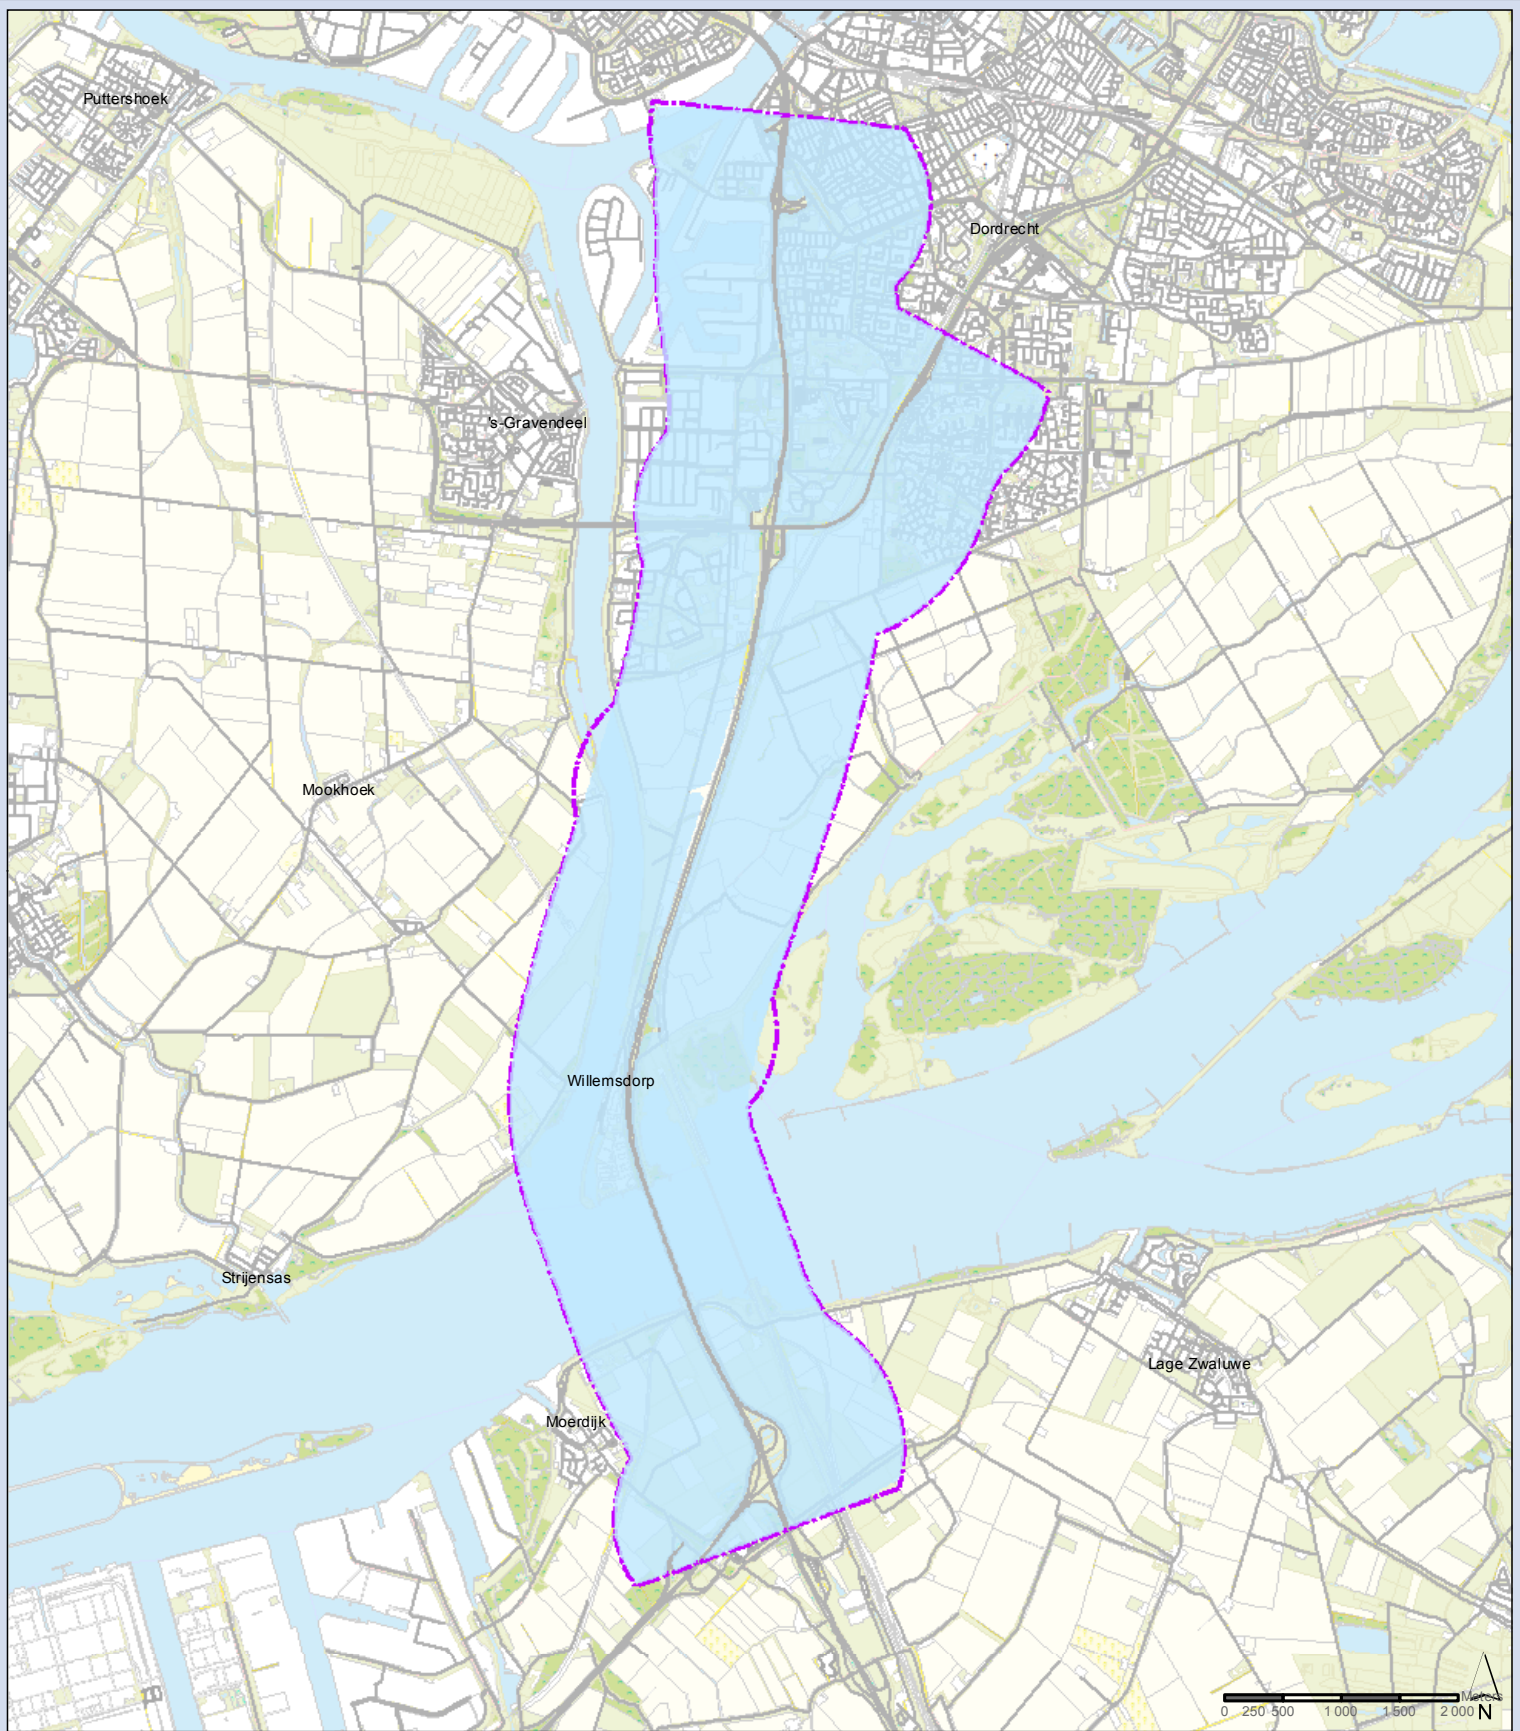 Puttershoek
Dordrecht
's-Gravendeel
Mookhoek
Willemsdorp
Strijensas
Lage Zwaluwe
Moerdijk
Meters
0 250 500 1 000 1 500 2 000
N